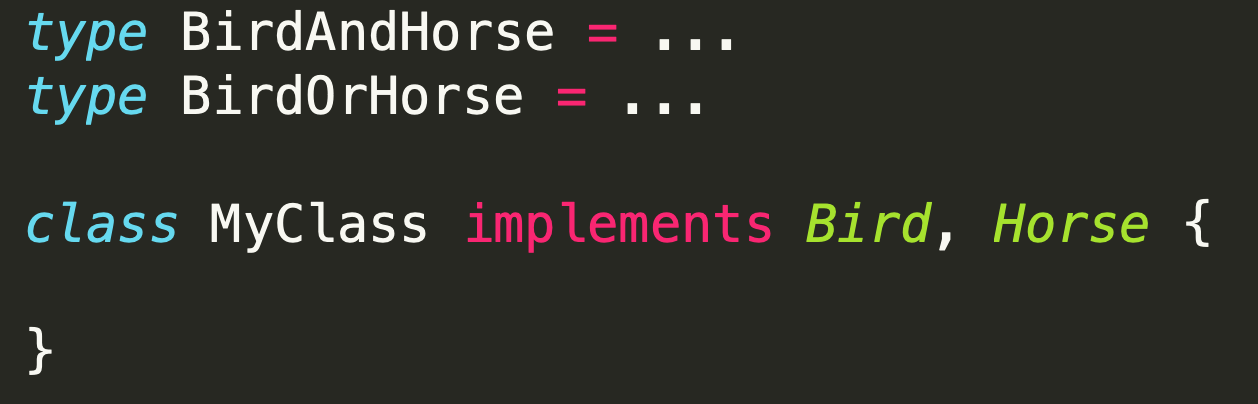 type BirdAndHorse = ...
type BirdOrHorse = ...
class MyClass implements Bird, Horse {
}